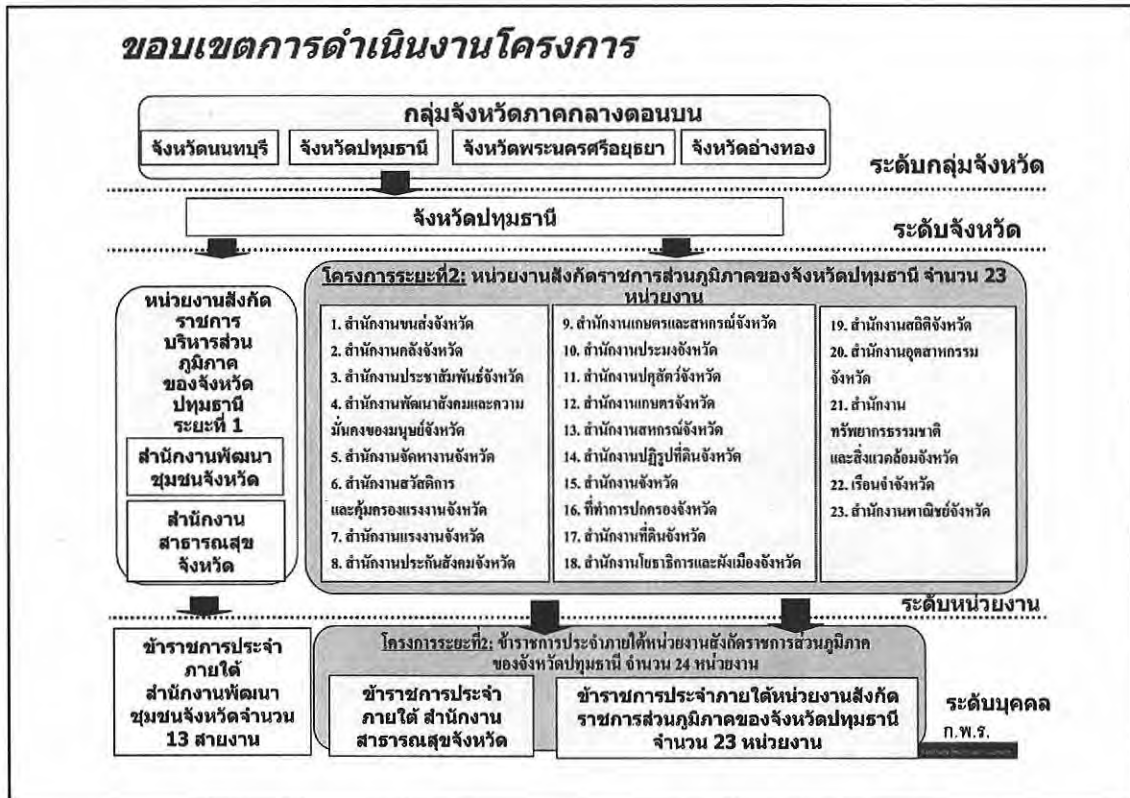 ขอบเขตการดำเนินงานโครงการ
กลุ่มจังหวัดภาคกลางตอนบน
จังหวัดนนทบุรี
จังหวัดปทุมธานี
จังหวัดพระนครศรีอยุธยา
จังหวัดอ่างทอง
ระดับกลุ่มจังหวัด
จังหวัดปทุมธานี
ระดับจังหวัด
หน่วยงานสังกัด
ราชการ
บริหารส่วน
ภูมิภาค
ของจังหวัด
ปทุมธานี
ระยะที่ 1
สำนักงานพัฒนา
ชุมชนจังหวัด
สำนักงาน
สาธารณสุข
จังหวัด
โครงการระยะที่2: หน่วยงานสังกัดราชการส่วนภูมิภาคของจังหวัดปทุมธานี จำนวน 23
หน่วยงาน
1. สำนักงานขนส่งจังหวัด
2. สำนักงานคลังจังหวัด
3. สำนักงานประชาสัมพันธ์จังหวัด
4. สำนักงานพัฒนาสังคมและความ
มั่นคงของมนุษย์จังหวัด
5. สำนักงานจัดหางานจังหวัด
6. สำนักงานสวัสดิการ
และคุ้มครองแรงงานจังหวัด
7. สำนักงานแรงงานจังหวัด
8. สำนักงานประกันสังคมจังหวัด
9. สำนักงานเกษตรและสหกรณ์จังหวัด
10. สำนักงานประมงจังหวัด
11. สำนักงานปศุสัตว์จังหวัด
12. สำนักงานเกษตรจังหวัด
13. สำนักงานสหกรณ์จังหวัด
14. สำนักงานปฏิรูปที่ดินจังหวัด
15. สำนักงานจังหวัด
16. ที่ทำการปกครองจังหวัด
17. สำนักงานที่ดินจังหวัด
18. สำนักงานโยธาธิการและผังเมืองจังหวัด
19. สำนักงานสถิติจังหวัด
20. สำนักงานอุตสาหกรรม
จังหวัด
21. สำนักงาน
ทรัพยากรธรรมชาติ
และสิ่งแวดล้อมจังหวัด
22. เรือนจำจังหวัด
23. สำนักงานพาณิชย์จังหวัด
ระดับหน่วยงาน
ข้าราชการประจำ
ภายใต้
สำนักงานพัฒนา
ชุมชนจังหวัดจำนวน
13 สายงาน
โครงการระยะที่2: ข้าราชการประจำภายใต้หน่วยงานสังกัดราชการส่วนภูมิภาค
ของจังหวัดปทุมธานี จำนวน 24 หน่วยงาน
ข้าราชการประจำ
ภายใต้ สำนักงาน
สาธารณสุขจังหวัด
ข้าราชการประจำภายใต้หน่วยงานสังกัด
ราชการส่วนภูมิภาคของจังหวัดปทุมธานี
จำนวน 23 หน่วยงาน
ระดับบุคคล
ก.พ.ร.